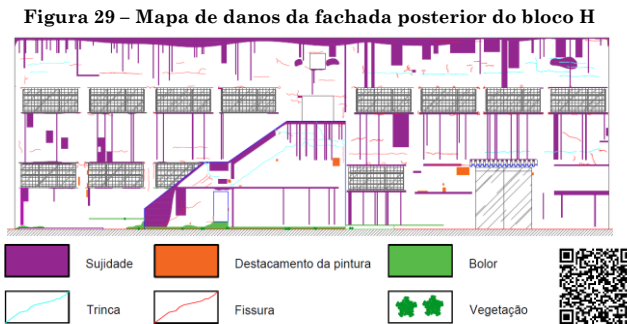 Figura 29 – Mapa de danos da fachada posterior do bloco H
Sujidade
Destacamento da pintura
Bolor
Trinca
Fissura
Vegetação